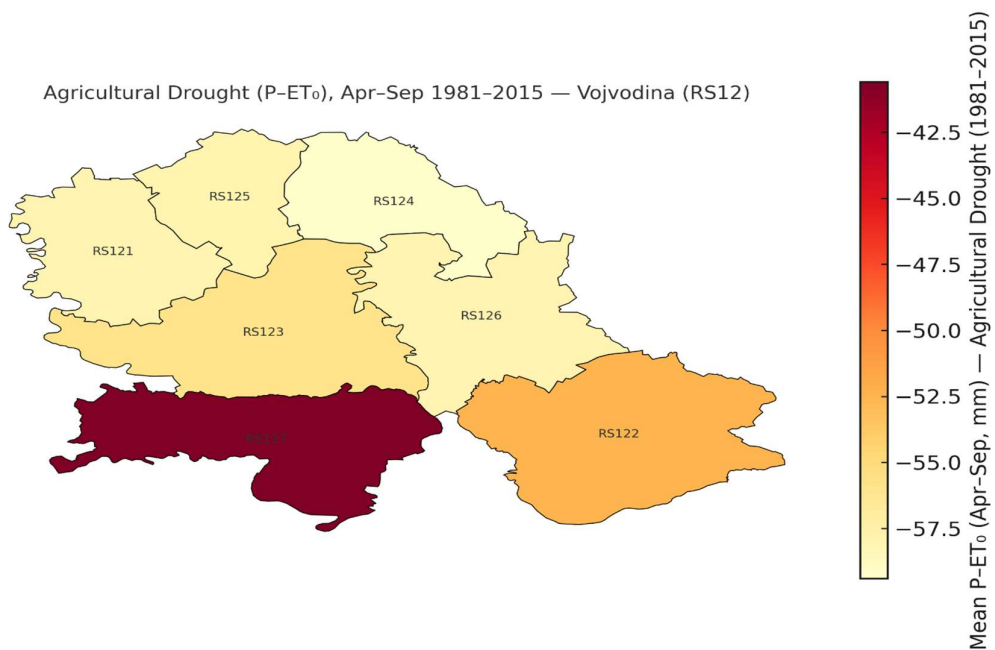 Agricultural Drought (P–ET₀), Apr–Sep 1981–2015 — Vojvodina (RS12)
RS125
RS124
RS121
RS126
RS123
RS122
−42.5
−45.0
−47.5
−50.0
−52.5
−55.0
−57.5
Mean P–ET₀ (Apr–Sep, mm) — Agricultural Drought (1981–2015)